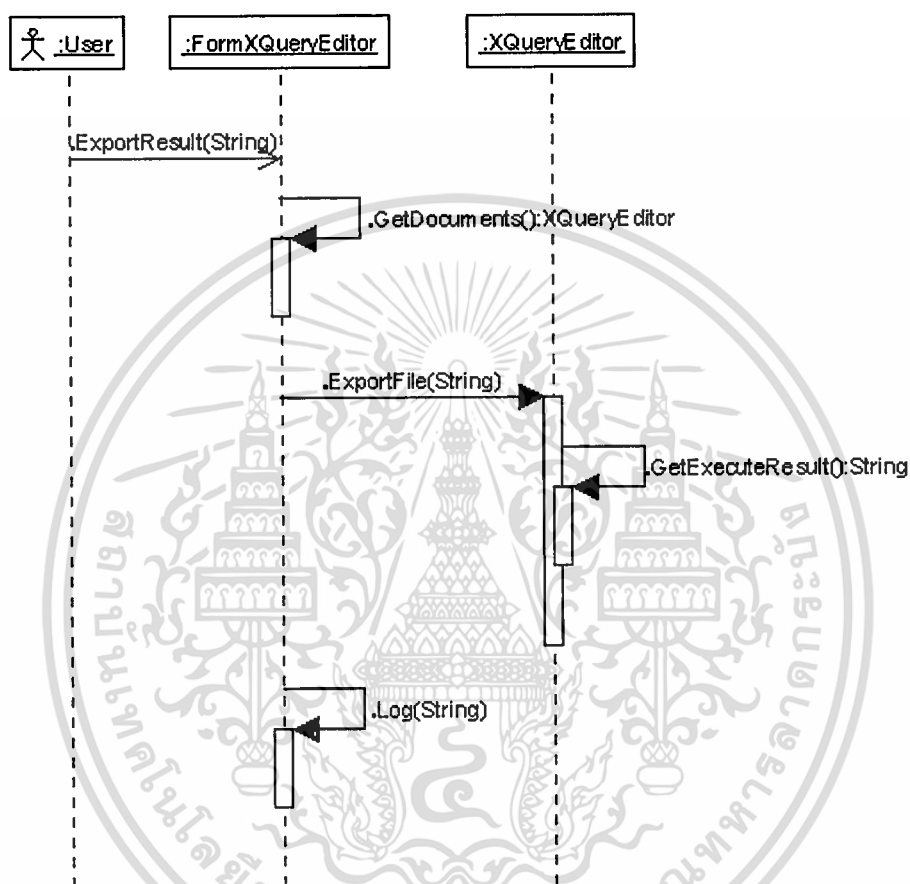 :User
:FormXQueryEditor
:XQueryEditor
.ExportResult(String)
.GetDocuments():XQueryEditor
.ExportFile(String)
.GetExecuteResult():String
.Log(String)